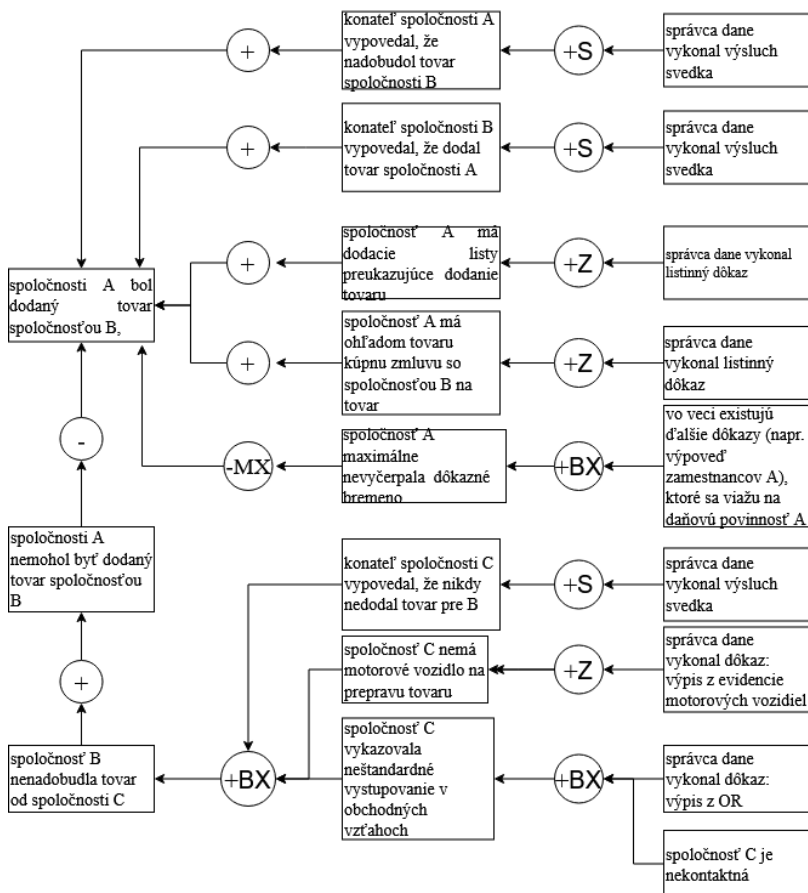 konateľ spoločnosti A
vypovedal, že
nadobudol tovar
spoločnosti B
+
+S
správca dane
vykonal výsluch
svedka
konateľ spoločnosti B
vypovedal, že dodal
tovar spoločnosti A
+
+S
správca dane
vykonal výsluch
svedka
spoločnosť A má
dodacie listy
preukazujúce dodanie
tovaru
+
+Z
správca dane vykonal
listinný dôkaz
spoločnosti A bol
dodaný tovar
spoločnosťou B,
spoločnosť A má
ohľadom tovaru
kúpnu zmluvu so
spoločnosťou B na
tovar
+
+Z
správca dane
vykonal listinný
dôkaz
-
-MX
spoločnosť A
maximálne
nevyčerpala dôkazné
bremeno
+BX
vo veci existujú
ďalšie dôkazy (napr.
výpoveď
zamestnancov A),
ktoré sa viažu na
daňovú povinnosť A
spoločnosti A
nemohol byť dodaný
tovar spoločnosťou
B
konateľ spoločnosti C
vypovedal, že nikdy
nedodal tovar pre B
+S
správca dane
vykonal výsluch
svedka
+
spoločnosť C nemá
motorové vozidlo na
prepravu tovaru
+Z
správca dane
vykonal dôkaz:
výpis z evidencie
motorových vozidiel
spoločnosť B
nenadobudla tovar
od spoločnosti C
+BX
spoločnosť C
vykazovala
neštandardné
vystupovanie v
obchodných
vzťahoch
+BX
správca dane
vykonal dôkaz:
výpis z OR
spoločnosť C je
nekontaktná